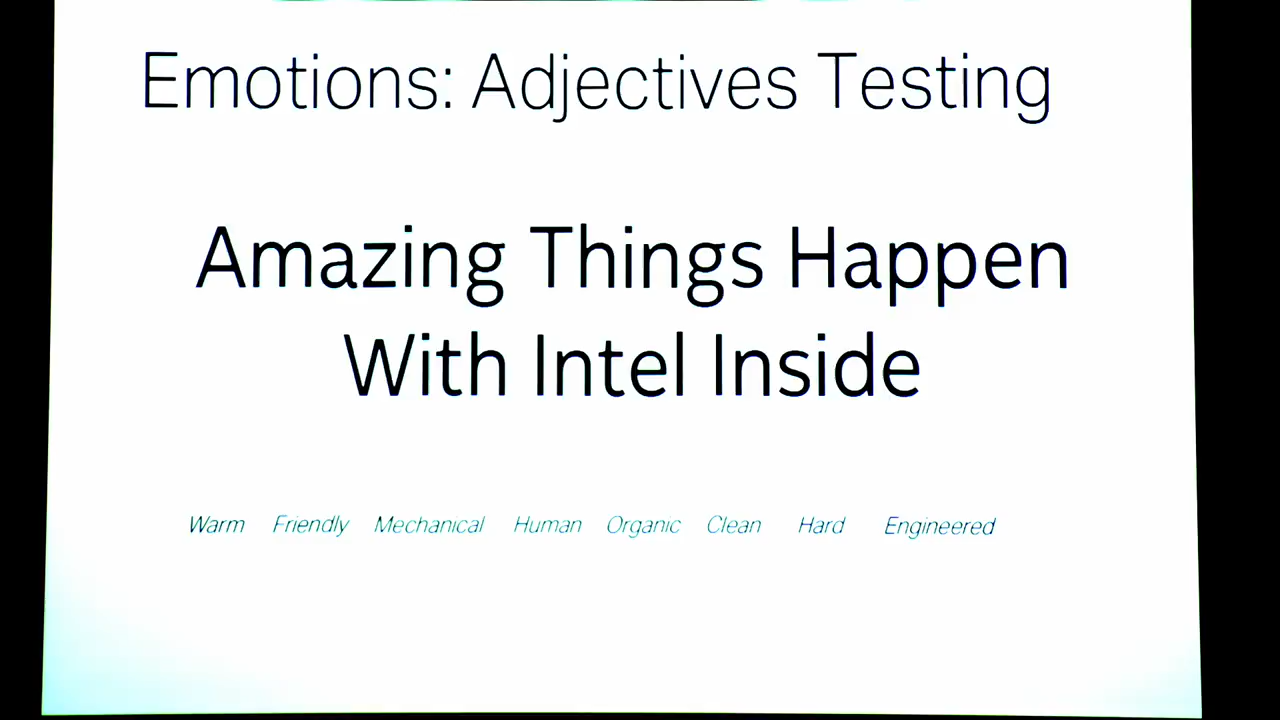 Emotions: Adjectives Testing
Amazing Things Happen
With Intel Inside
Warm Friendly Mechanical Human Organic Clean Hard Engineered